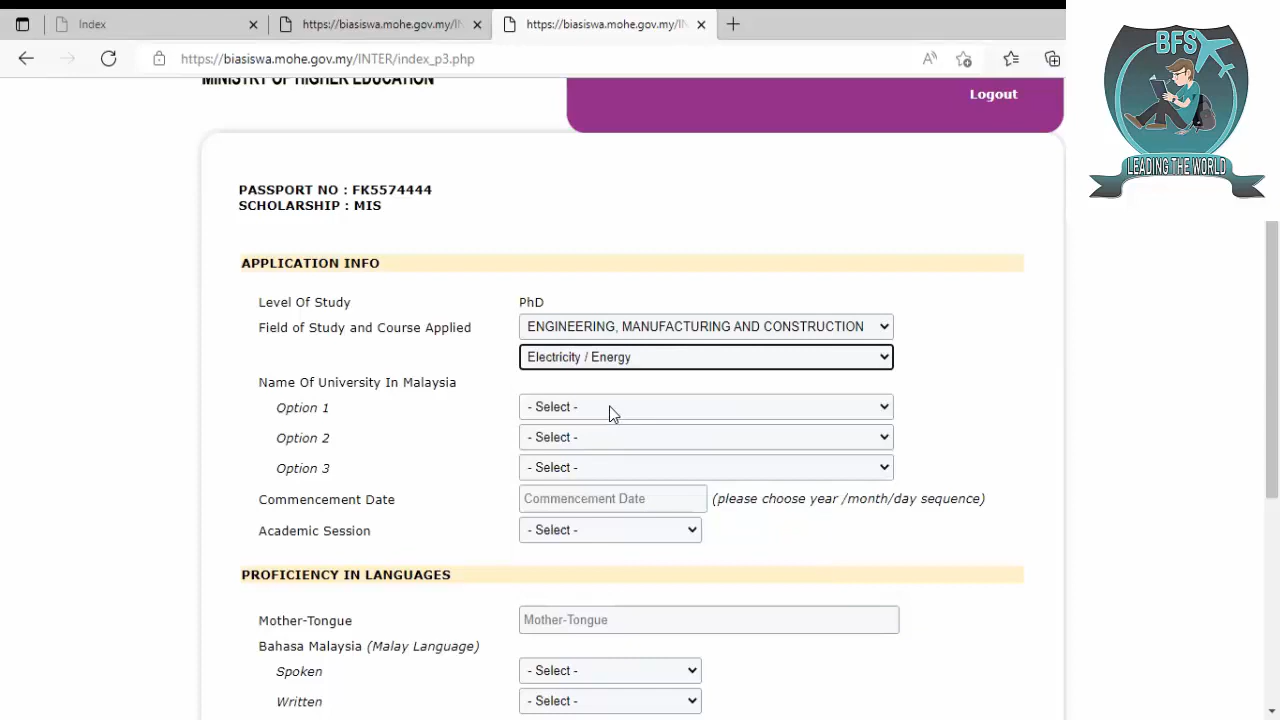 Index
https://biasiswa.mohe.gov.my/IN
https://biasiswa.mohe.gov.my/IN
https://biasiswa.mohe.gov.my/INTER/index_p3.php
BFS
LEADING THE WORLD
MINISTRY OF HIGHER EDUCATION
Logout
PASSPORT NO : FK5574444
SCHOLARSHIP : MIS
APPLICATION INFO
Level Of Study PhD
Field of Study and Course Applied ENGINEERING, MANUFACTURING AND CONSTRUCTION
Electricity / Energy
Name Of University In Malaysia
Option 1 - Select -
Option 2 - Select -
Option 3 - Select -
Commencement Date Commencement Date (please choose year /month/day sequence)
Academic Session - Select -
PROFICIENCY IN LANGUAGES
Mother-Tongue Mother-Tongue
Bahasa Malaysia (Malay Language)
Spoken - Select -
Written - Select -